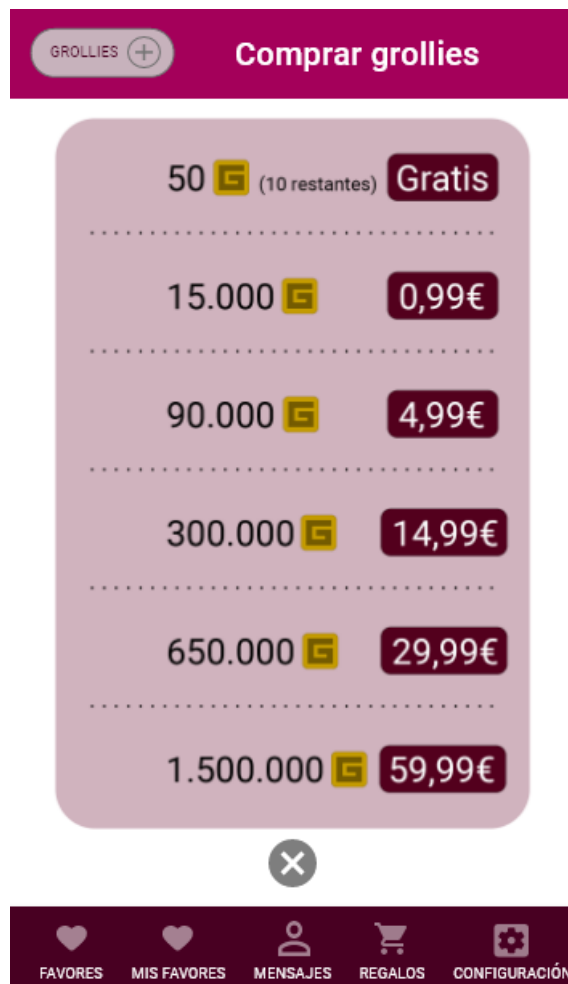 GROLLIES
Comprar grollies
50 G (10 restantes) Gratis
15.000 G 0,99€
90.000 G 4,99€
300.000 G 14,99€
650.000 G 29,99€
1.500.000 G 59,99€
FAVORES MIS FAVORES MENSAJES REGALOS CONFIGURACIÓN